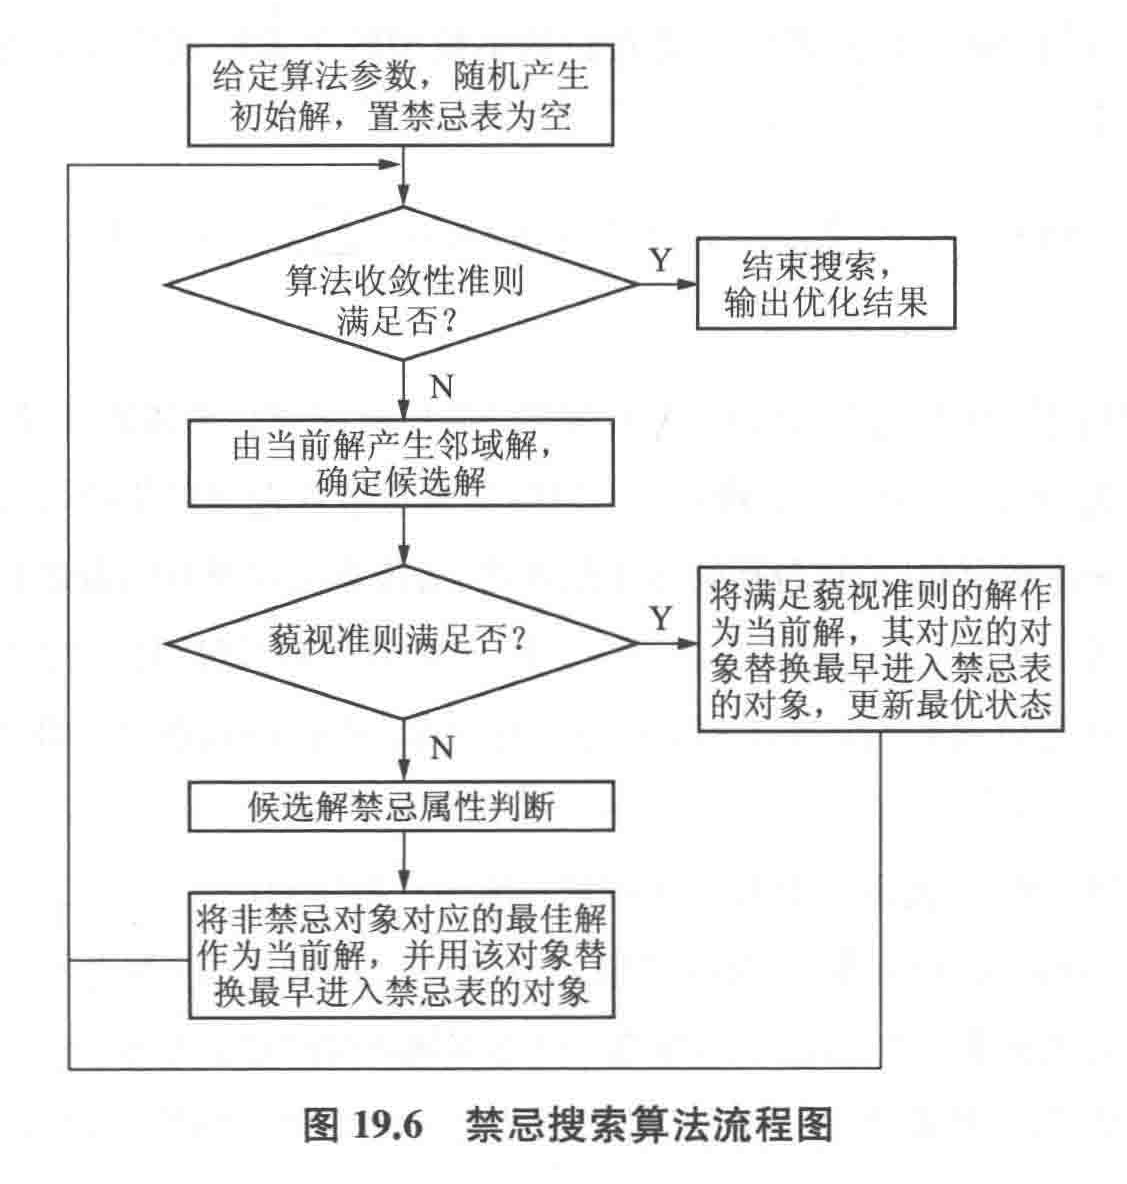 给定算法参数，随机产生
初始解，置禁忌表为空
算法收敛性准则
满足否？
Y
结束搜索，
输出优化结果
N
由当前解产生邻域解，
确定候选解
藐视准则满足否？
Y
将满足藐视准则的解作
为当前解，其对应的对
象替换最早进入禁忌表
的对象，更新最优状态
N
候选解禁忌属性判断
将非禁忌对象对应的最佳解
作为当前解，并用该对象替
换最早进入禁忌表的对象
图 19.6 禁忌搜索算法流程图